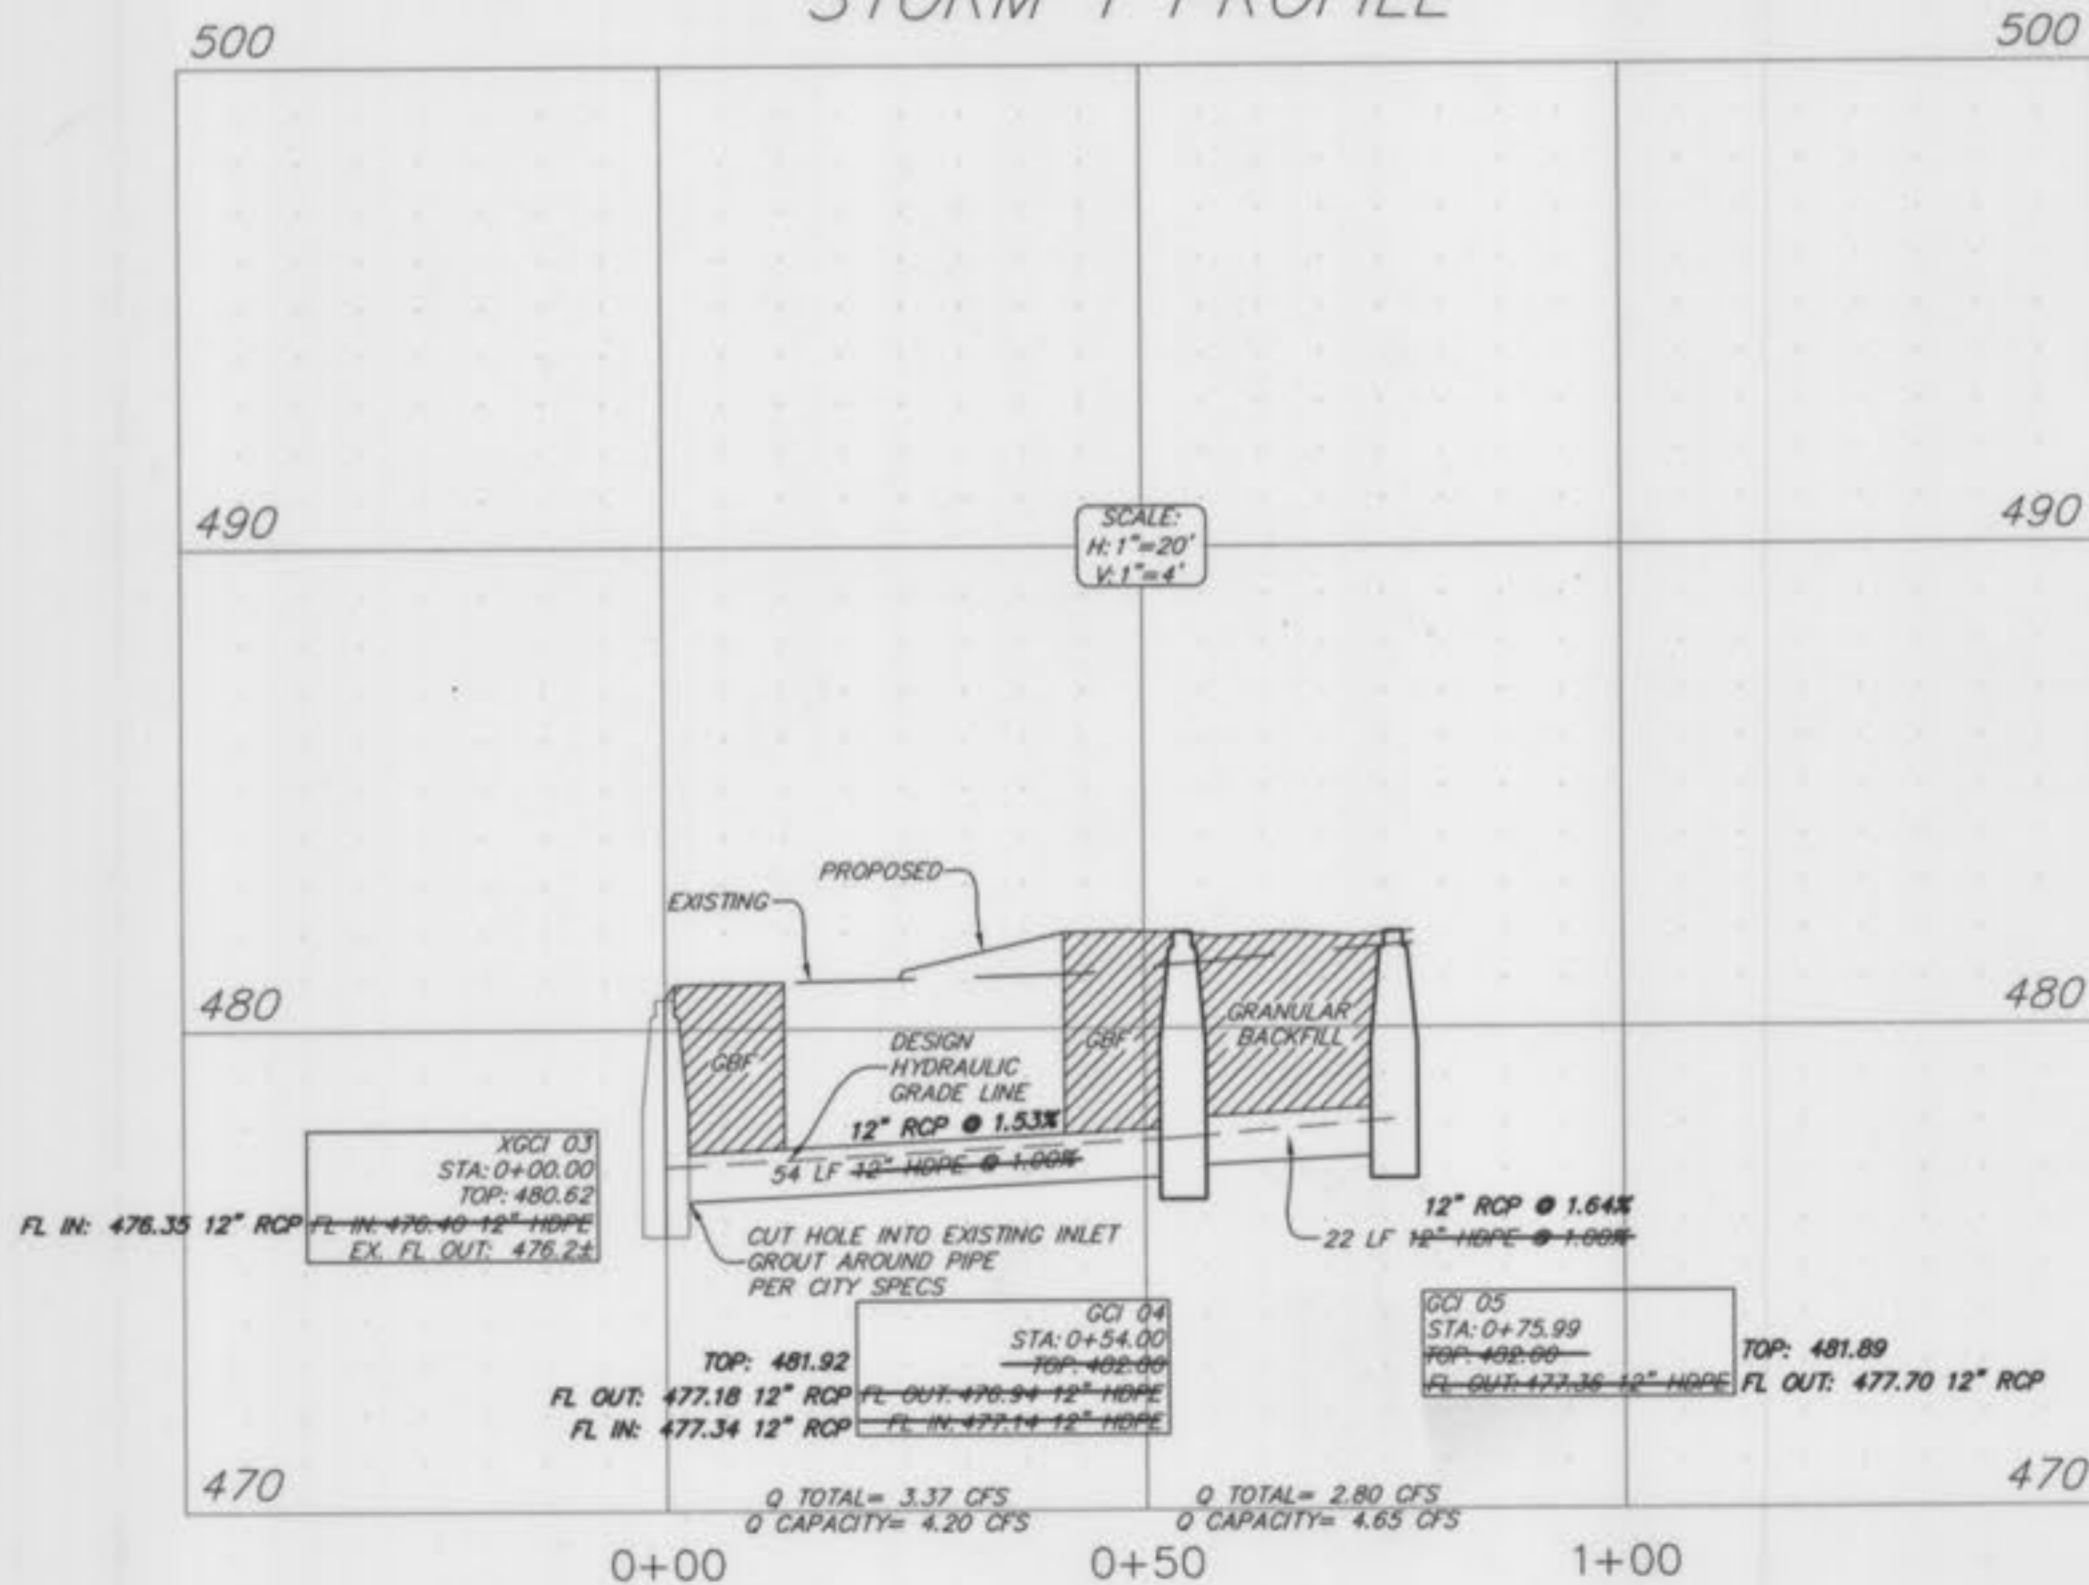 STORM 1 PROFILE
500
500
490
490
SCALE:
H: 1"=20'
V: 1"=4'
PROPOSED
EXISTING
480
480
GBF
DESIGN
HYDRAULIC
GRADE LINE
GBF
GRANULAR
BACKFILL
12" RCP @ 1.53%
54 LF 12" HDPE @ 1.00%
XGCI 03
STA: 0+00.00
TOP: 480.62
FL IN: 476.35 12" RCP FL IN: 476.40 12" HDPE
EX. FL OUT: 476.2±
CUT HOLE INTO EXISTING INLET
GROUT AROUND PIPE
PER CITY SPECS
12" RCP @ 1.64%
22 LF 12" HDPE @ 1.00%
GCI 04
STA: 0+54.00
TOP: 481.92 TOP: 482.00
FL OUT: 477.18 12" RCP FL OUT: 476.94 12" HDPE
FL IN: 477.34 12" RCP FL IN: 477.14 12" HDPE
GCI 05
STA: 0+75.99
TOP: 482.00 TOP: 481.89
FL OUT: 477.36 12" HDPE FL OUT: 477.70 12" RCP
470
470
Q TOTAL= 3.37 CFS
Q CAPACITY= 4.20 CFS
Q TOTAL= 2.80 CFS
Q CAPACITY= 4.65 CFS
0+00
0+50
1+00